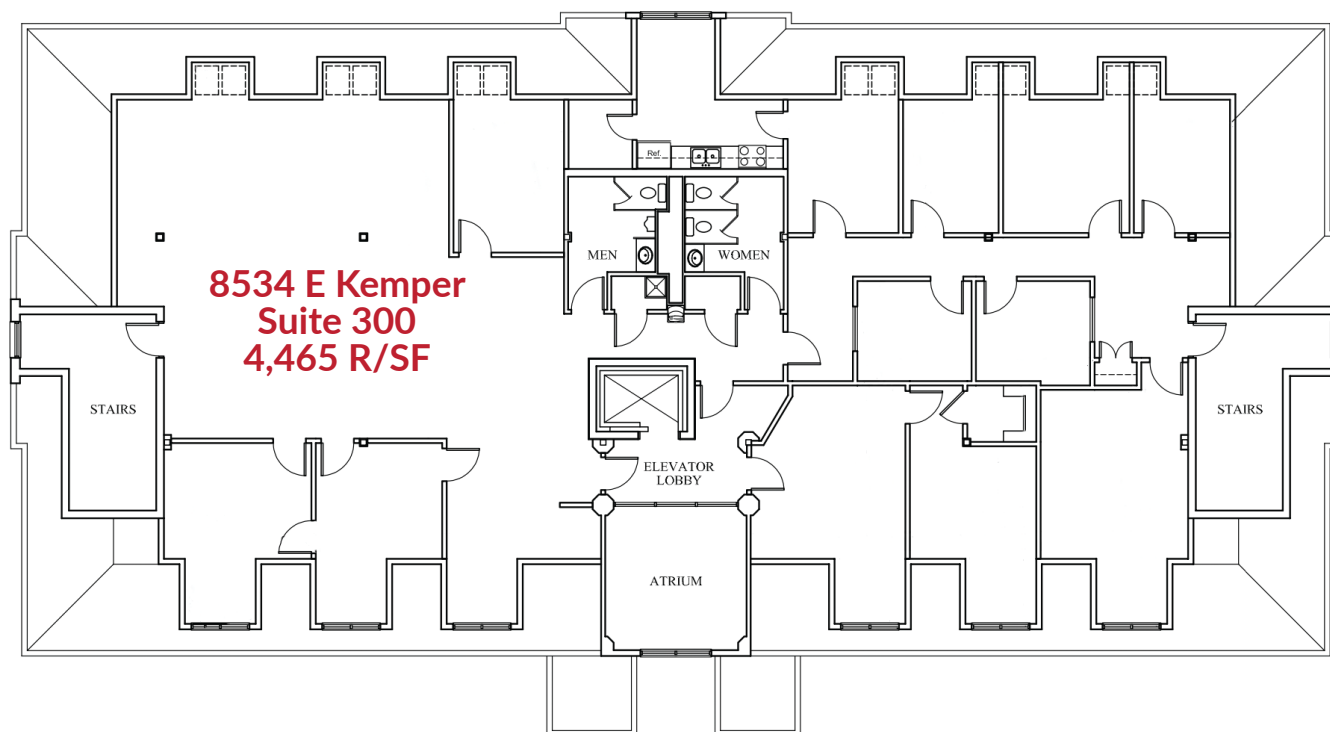 Ref.
MEN
WOMEN
8534 E Kemper
Suite 300
4,465 R/SF
STAIRS
STAIRS
ELEVATOR
LOBBY
ATRIUM